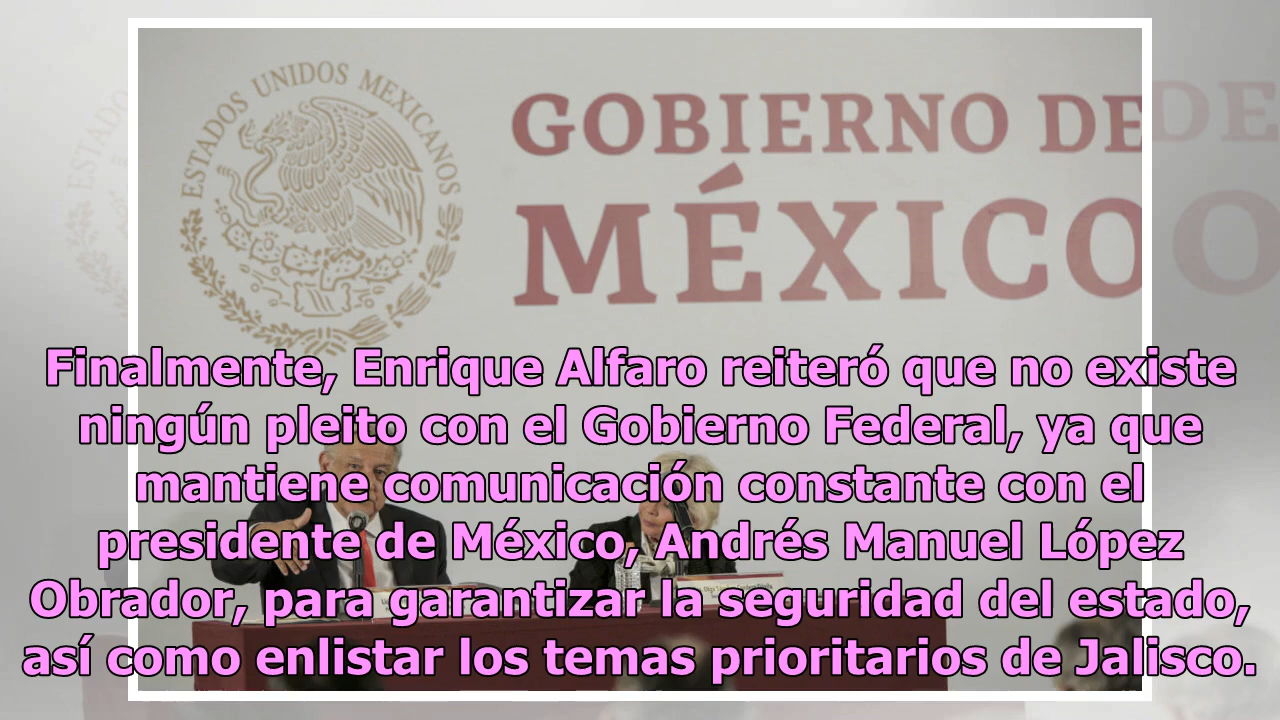 ESTADOS UNIDOS MEXICANOS
GOBIERNO DE
MÉXICO
Finalmente, Enrique Alfaro reiteró que no existe
ningún pleito con el Gobierno Federal, ya que
mantiene comunicación constante con el
presidente de México, Andrés Manuel López
Obrador, para garantizar la seguridad del estado,
así como enlistar los temas prioritarios de Jalisco.